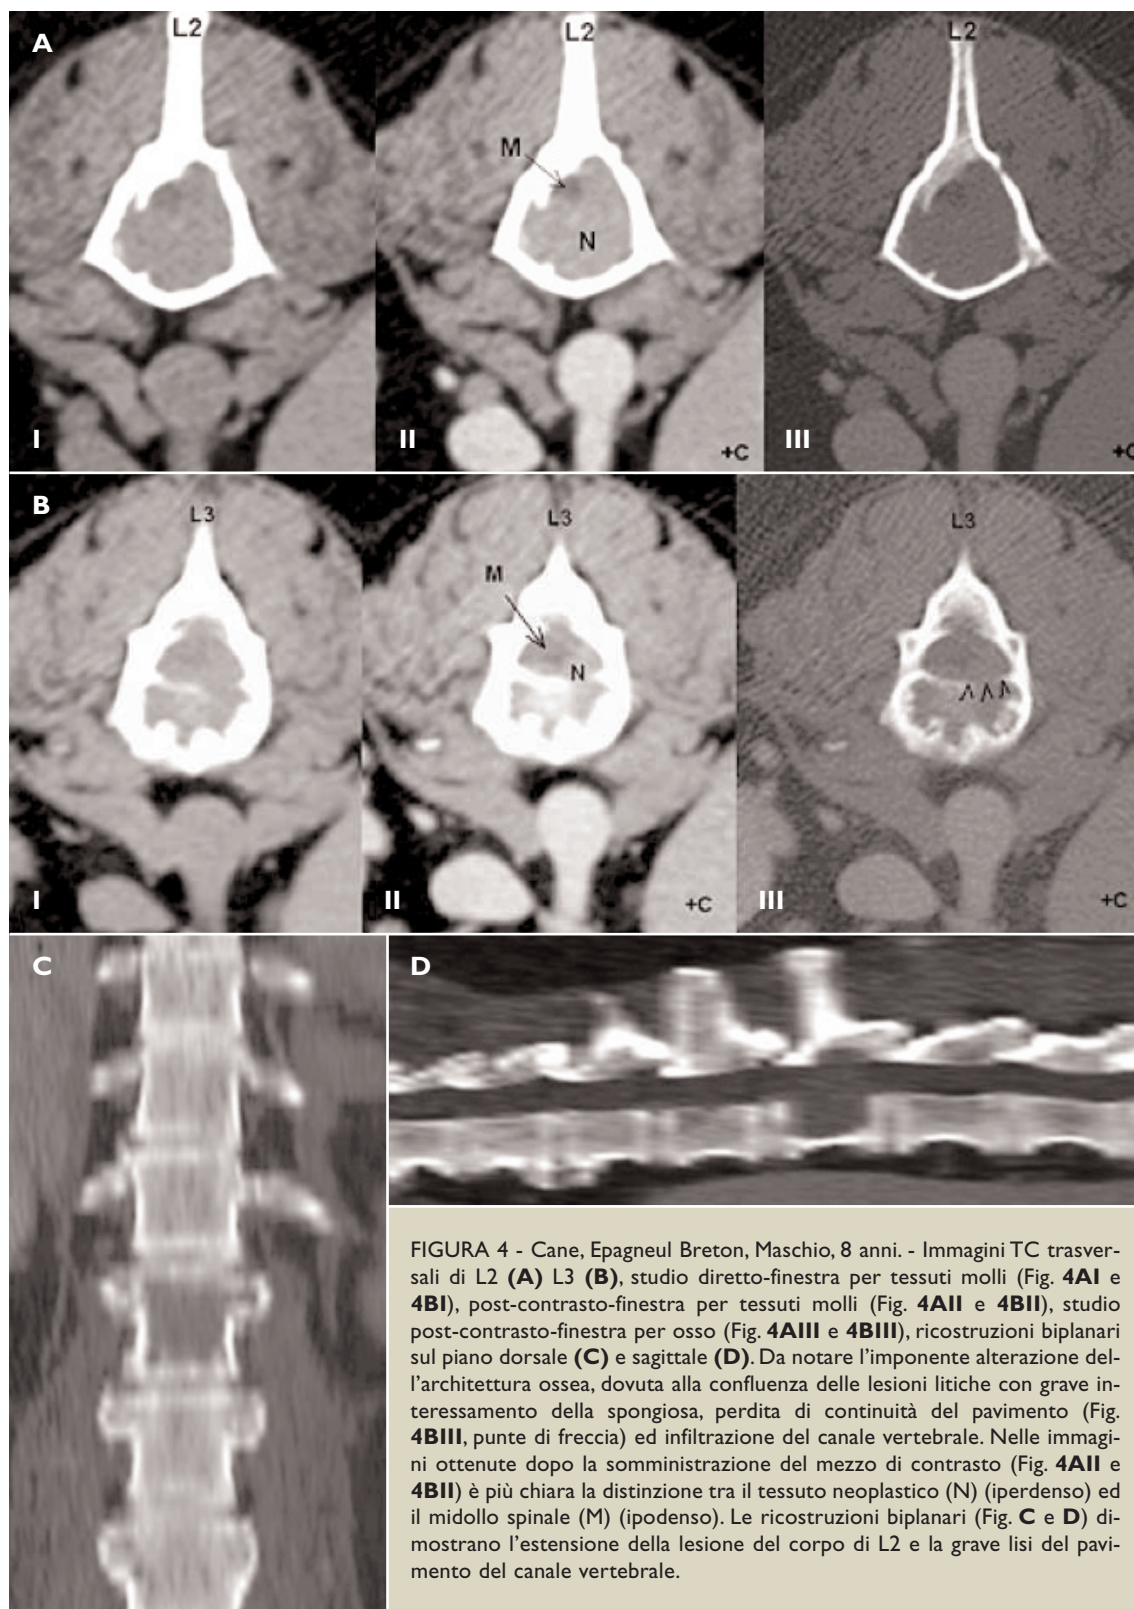 A
L2
L2
L2
M
N
I
II
+C
III
+C
B
L3
L3
L3
M
N
I
II
+C
III
+C
C
D
FIGURA 4 - Cane, Epagneul Breton, Maschio, 8 anni. - Immagini TC trasver-
sali di L2 (A) L3 (B), studio diretto-finestra per tessuti molli (Fig. 4AI e
4BI), post-contrasto-finestra per tessuti molli (Fig. 4AII e 4BII), studio
post-contrasto-finestra per osso (Fig. 4AIII e 4BIII), ricostruzioni biplanari
sul piano dorsale (C) e sagittale (D). Da notare l'imponente alterazione del-
l'architettura ossea, dovuta alla confluenza delle lesioni litiche con grave in-
teressamento della spongiosa, perdita di continuità del pavimento (Fig.
4BIII, punte di freccia) ed infiltrazione del canale vertebrale. Nelle immagi-
ni ottenute dopo la somministrazione del mezzo di contrasto (Fig. 4AII e
4BII) è più chiara la distinzione tra il tessuto neoplastico (N) (iperdenso) ed
il midollo spinale (M) (ipodenso). Le ricostruzioni biplanari (Fig. C e D) di-
mostrano l'estensione della lesione del corpo di L2 e la grave lisi del pavi-
mento del canale vertebrale.